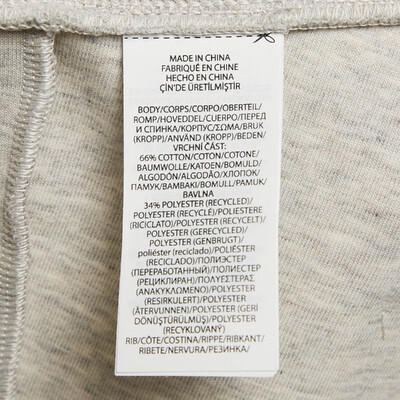 MADE IN CHINA
FABRIQUÉ EN CHINE
HECHO EN CHINA
ÇİN'DE ÜRETİLMİŞTİR
BODY/CORPS/CORPO/OBERTEIL/
ROMP/HOVEDDEL/CUERPO/ПЕРЕД
И СПИНКА/КОРПУС/ΣΩΜΑ/BRUK
(KROPP)/ANVÄND (KROPP)/BEDEN/
VRCHNÍ ČÁST:
66% COTTON/COTON/COTONE/
BAUMWOLLE/KATOEN/BOMULD/
ALGODÓN/ALGODÃO/ХЛОПОК/
ПАМУК/ΒΑΜΒΑΚΙ/BOMULL/PAMUK/
BAVLNA
34% POLYESTER (RECYCLED)/
POLYESTER (RECYCLÉ)/POLIESTERE
(RICICLATO)/POLYESTER (RECYCELT)/
POLYESTER (GERECYCLED)/
POLYESTER (GENBRUGT)/
poliéster (reciclado)/POLIÉSTER
(RECICLADO)/ПОЛИЭСТЕР
(ПЕРЕРАБОТАННЫЙ)/ПОЛИЕСТЕР
(РЕЦИКЛИРАН)/ΠΟΛΥΕΣΤΕΡΑΣ
(ΑΝΑΚΥΚΛΩΜΕΝΟ)/POLYESTER
(RESIRKULERT)/POLYESTER
(ÅTERVUNNEN)/POLYESTER (GERİ
DÖNÜŞTÜRÜLMÜŞ)/POLYESTER
(RECYKLOVANÝ)
RIB/CÔTE/COSTINA/RIPPE/RIBKANT/
RIBETE/NERVURA/РЕЗИНКА/